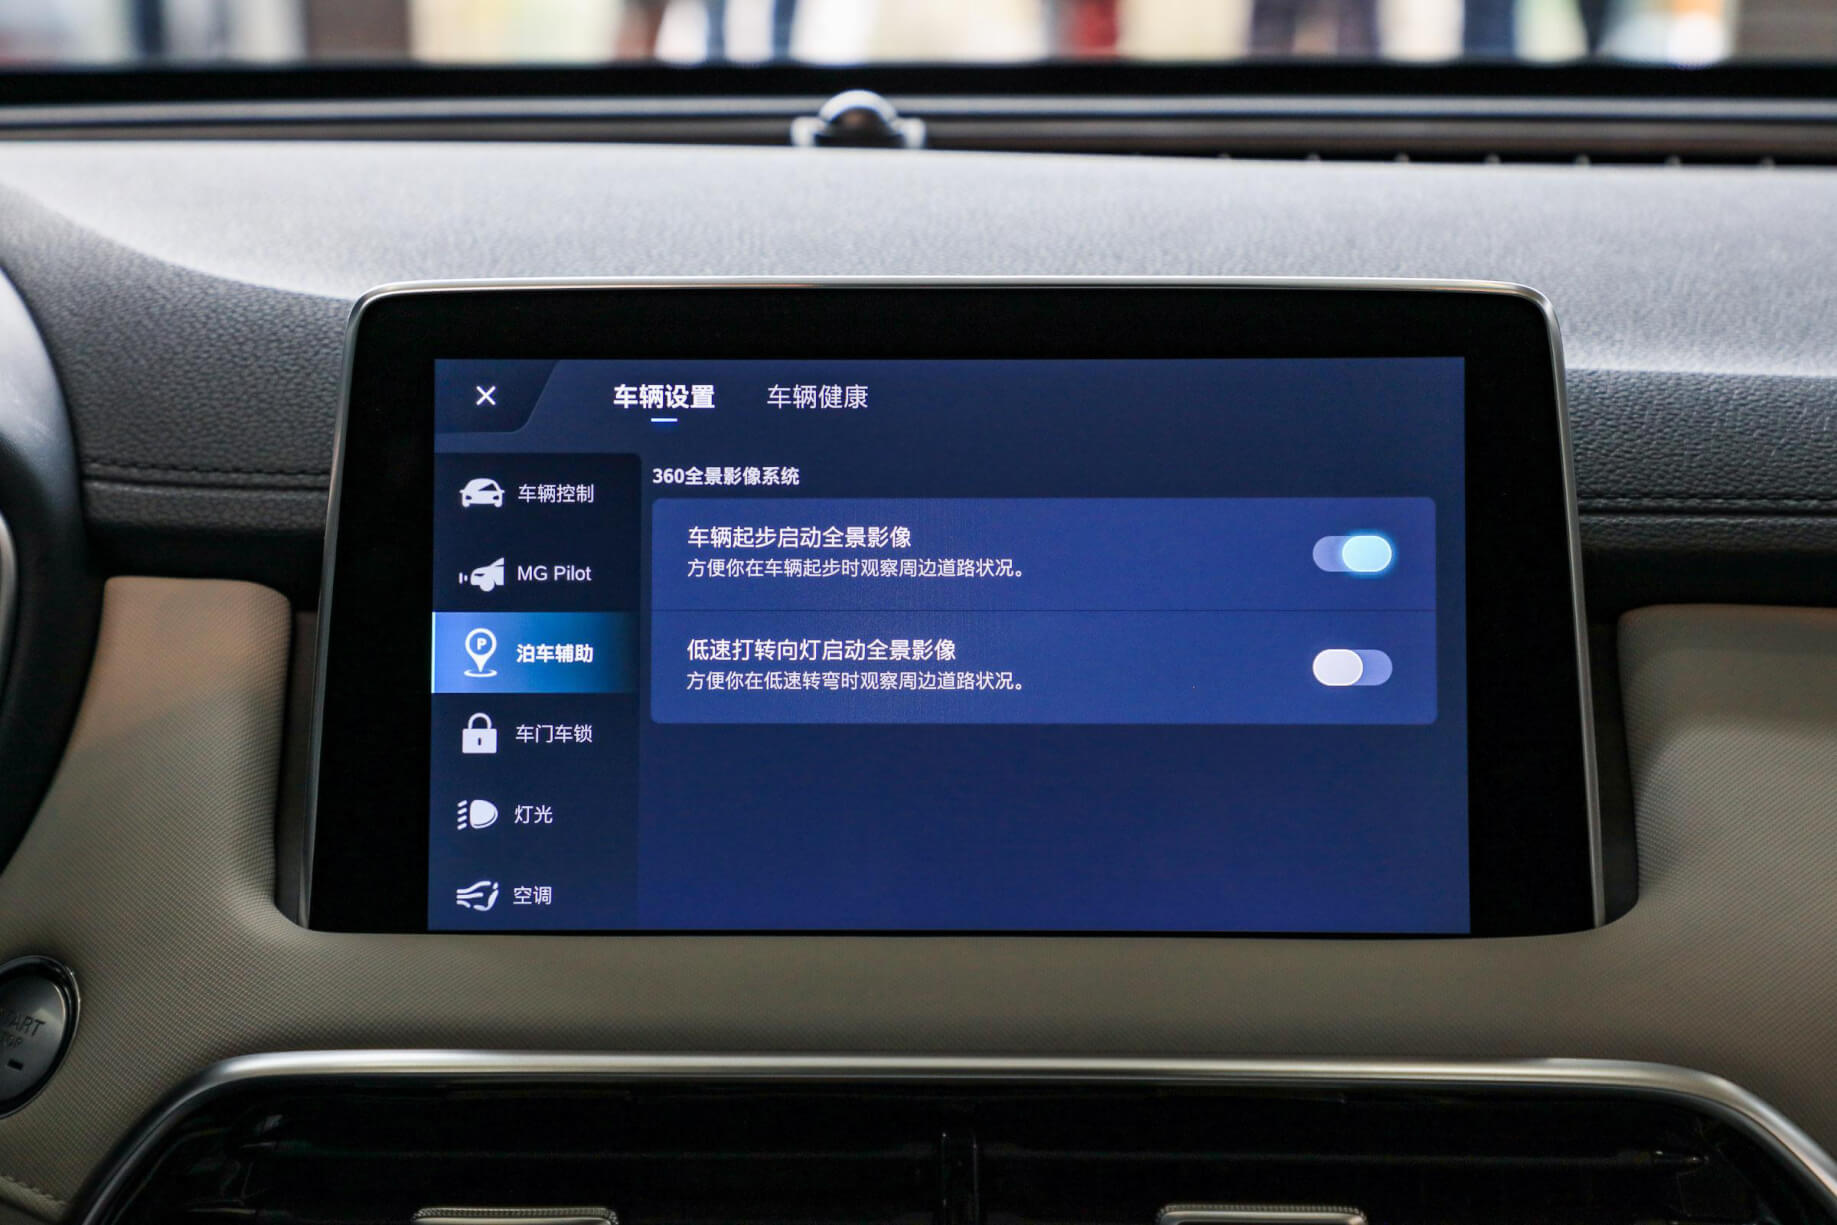 车辆设置 车辆健康
360全景影像系统
车辆控制
MG Pilot
泊车辅助
车门车锁
灯光
空调
车辆起步启动全景影像
方便你在车辆起步时观察周边道路状况。
低速打转向灯启动全景影像
方便你在低速转弯时观察周边道路状况。